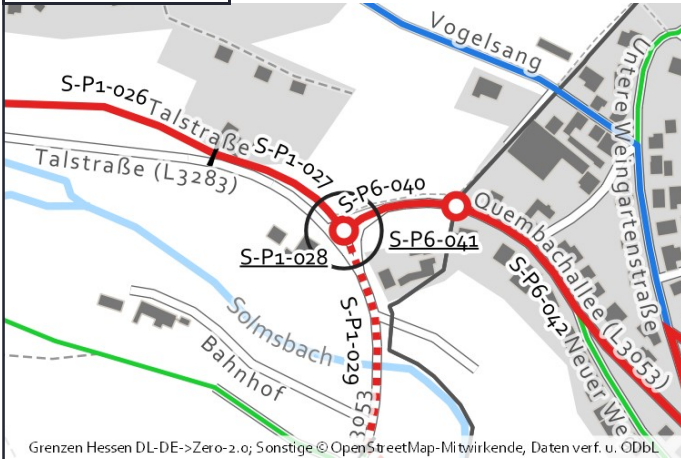 Vogelsang
Untere Weingartenstraße
S-P1-026
Talstraße
S-P1-027
Talstraße (L3283)
S-P6-040
S-P6-041
S-P1-028
Quembachallee (L3053)
S-P6-042
S-P1-029
Solmsbach
Bahnhof
3053
Neuer We
Grenzen Hessen DL-DE->Zero-2.0; Sonstige © OpenStreetMap-Mitwirkende, Daten verf. u. ODbL